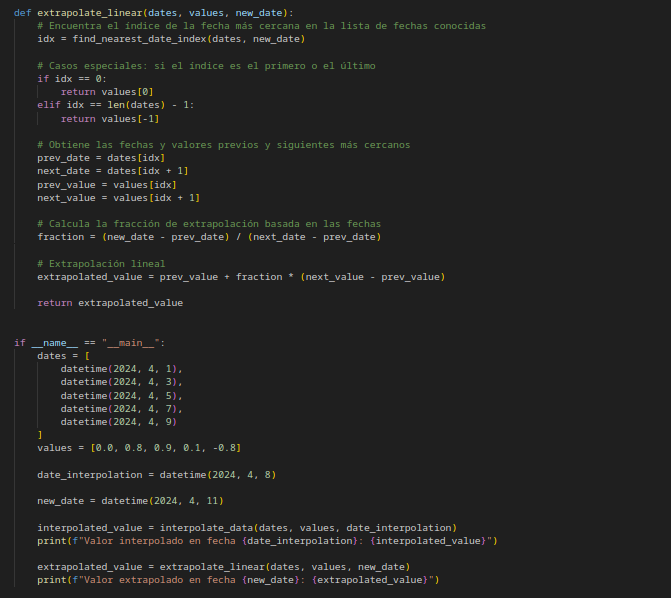 def extrapolate_linear(dates, values, new_date):
    # Encuentra el índice de la fecha más cercana en la lista de fechas conocidas
    idx = find_nearest_date_index(dates, new_date)

    # Casos especiales: si el índice es el primero o el último
    if idx == 0:
        return values[0]
    elif idx == len(dates) - 1:
        return values[-1]

    # Obtiene las fechas y valores previos y siguientes más cercanos
    prev_date = dates[idx]
    next_date = dates[idx + 1]
    prev_value = values[idx]
    next_value = values[idx + 1]

    # Calcula la fracción de extrapolación basada en las fechas
    fraction = (new_date - prev_date) / (next_date - prev_date)

    # Extrapolación lineal
    extrapolated_value = prev_value + fraction * (next_value - prev_value)

    return extrapolated_value


if __name__ == "__main__":
    dates = [
        datetime(2024, 4, 1),
        datetime(2024, 4, 3),
        datetime(2024, 4, 5),
        datetime(2024, 4, 7),
        datetime(2024, 4, 9)
    ]
    values = [0.0, 0.8, 0.9, 0.1, -0.8]

    date_interpolation = datetime(2024, 4, 8)

    new_date = datetime(2024, 4, 11)

    interpolated_value = interpolate_data(dates, values, date_interpolation)
    print(f"Valor interpolado en fecha {date_interpolation}: {interpolated_value}")

    extrapolated_value = extrapolate_linear(dates, values, new_date)
    print(f"Valor extrapolado en fecha {new_date}: {extrapolated_value}")